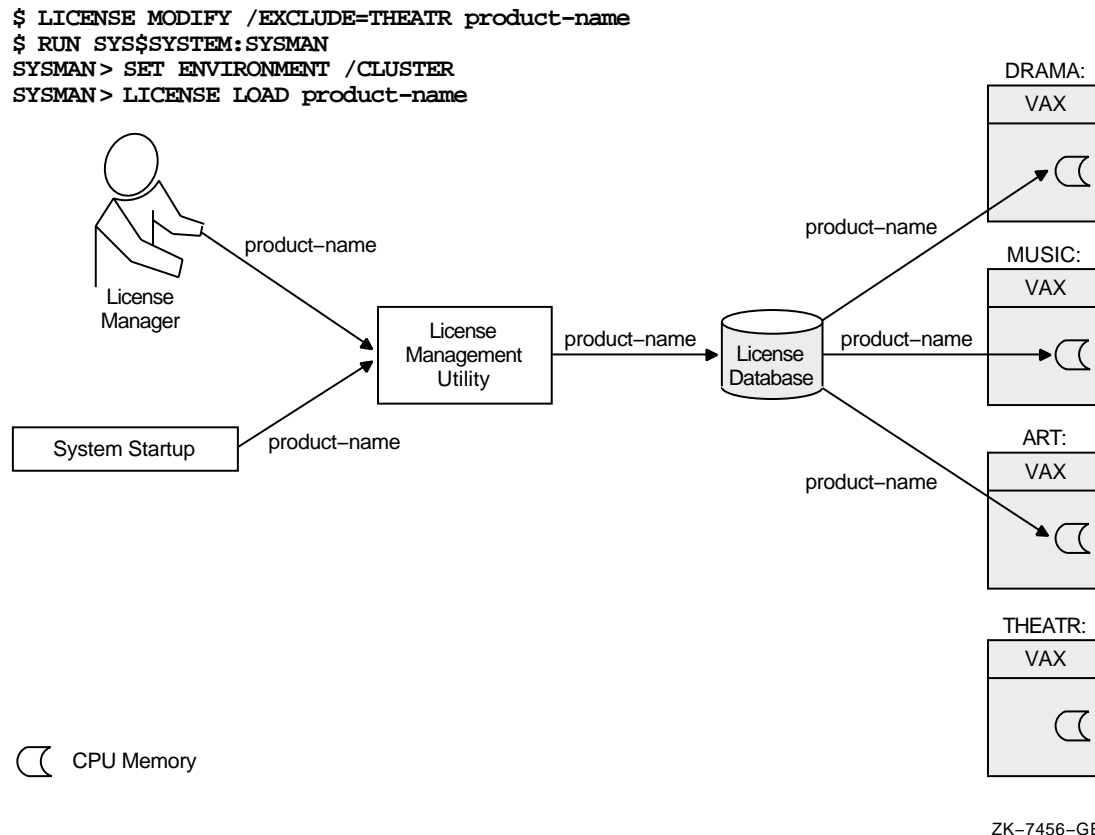 $ LICENSE MODIFY /EXCLUDE=THEATR product−name
$ RUN SYS$SYSTEM:SYSMAN
SYSMAN> SET ENVIRONMENT /CLUSTER
SYSMAN> LICENSE LOAD product−name
DRAMA:
VAX
product−name
product−name
MUSIC:
VAX
License
Manager
License
Management
Utility
product−name
License
Database
product−name
System Startup
product−name
ART:
VAX
product−name
THEATR:
VAX
CPU Memory
ZK−7456−GE